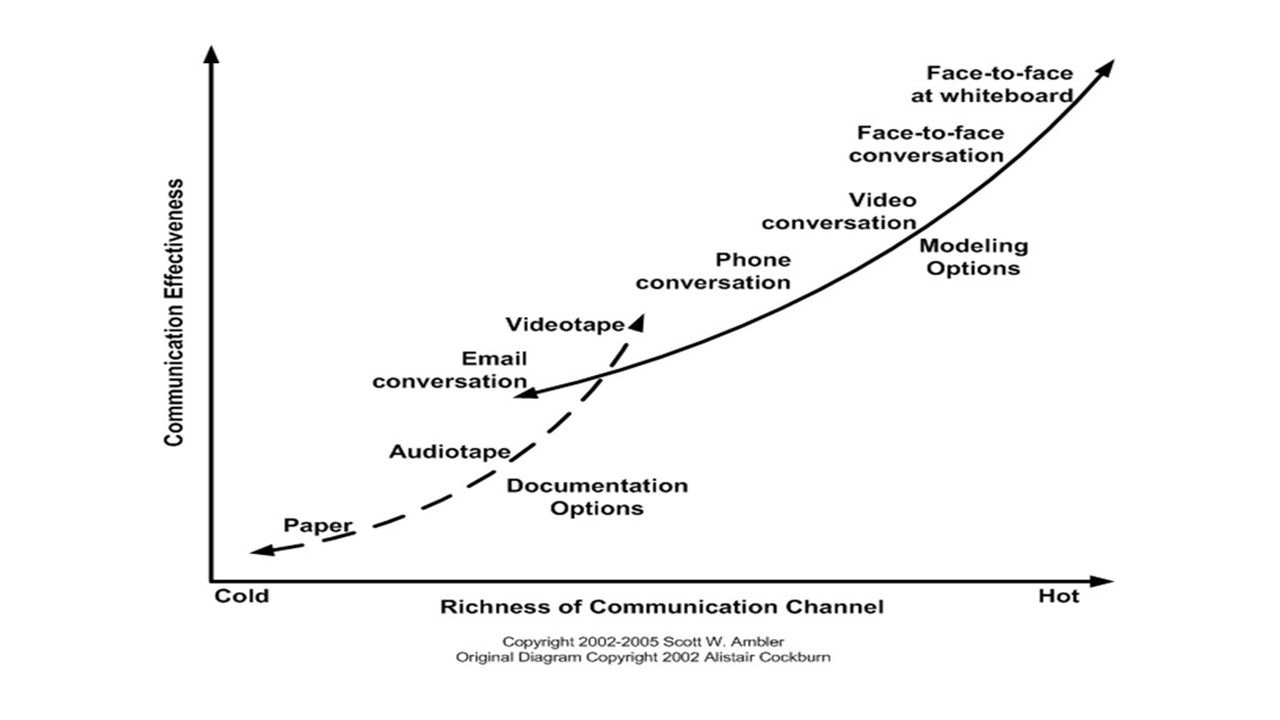 Communication Effectiveness
Face-to-face
at whiteboard
Face-to-face
conversation
Video
conversation
Modeling
Options
Phone
conversation
Videotape
Email
conversation
Audiotape
Documentation
Options
Paper
Cold
Hot
Richness of Communication Channel
Copyright 2002-2005 Scott W. Ambler
Original Diagram Copyright 2002 Alistair Cockburn